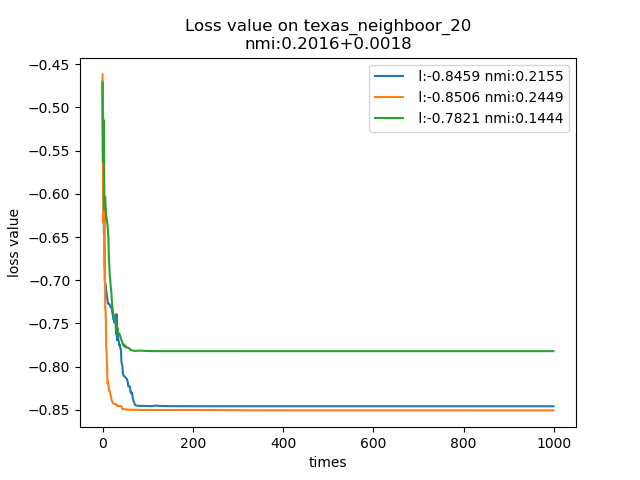 Loss value on texas_neighboor_20
nmi:0.2016+0.0018
l:-0.8459 nmi:0.2155
l:-0.8506 nmi:0.2449
l:-0.7821 nmi:0.1444
loss value
−0.45
−0.50
−0.55
−0.60
−0.65
−0.70
−0.75
−0.80
−0.85
0 200 400 600 800 1000
times